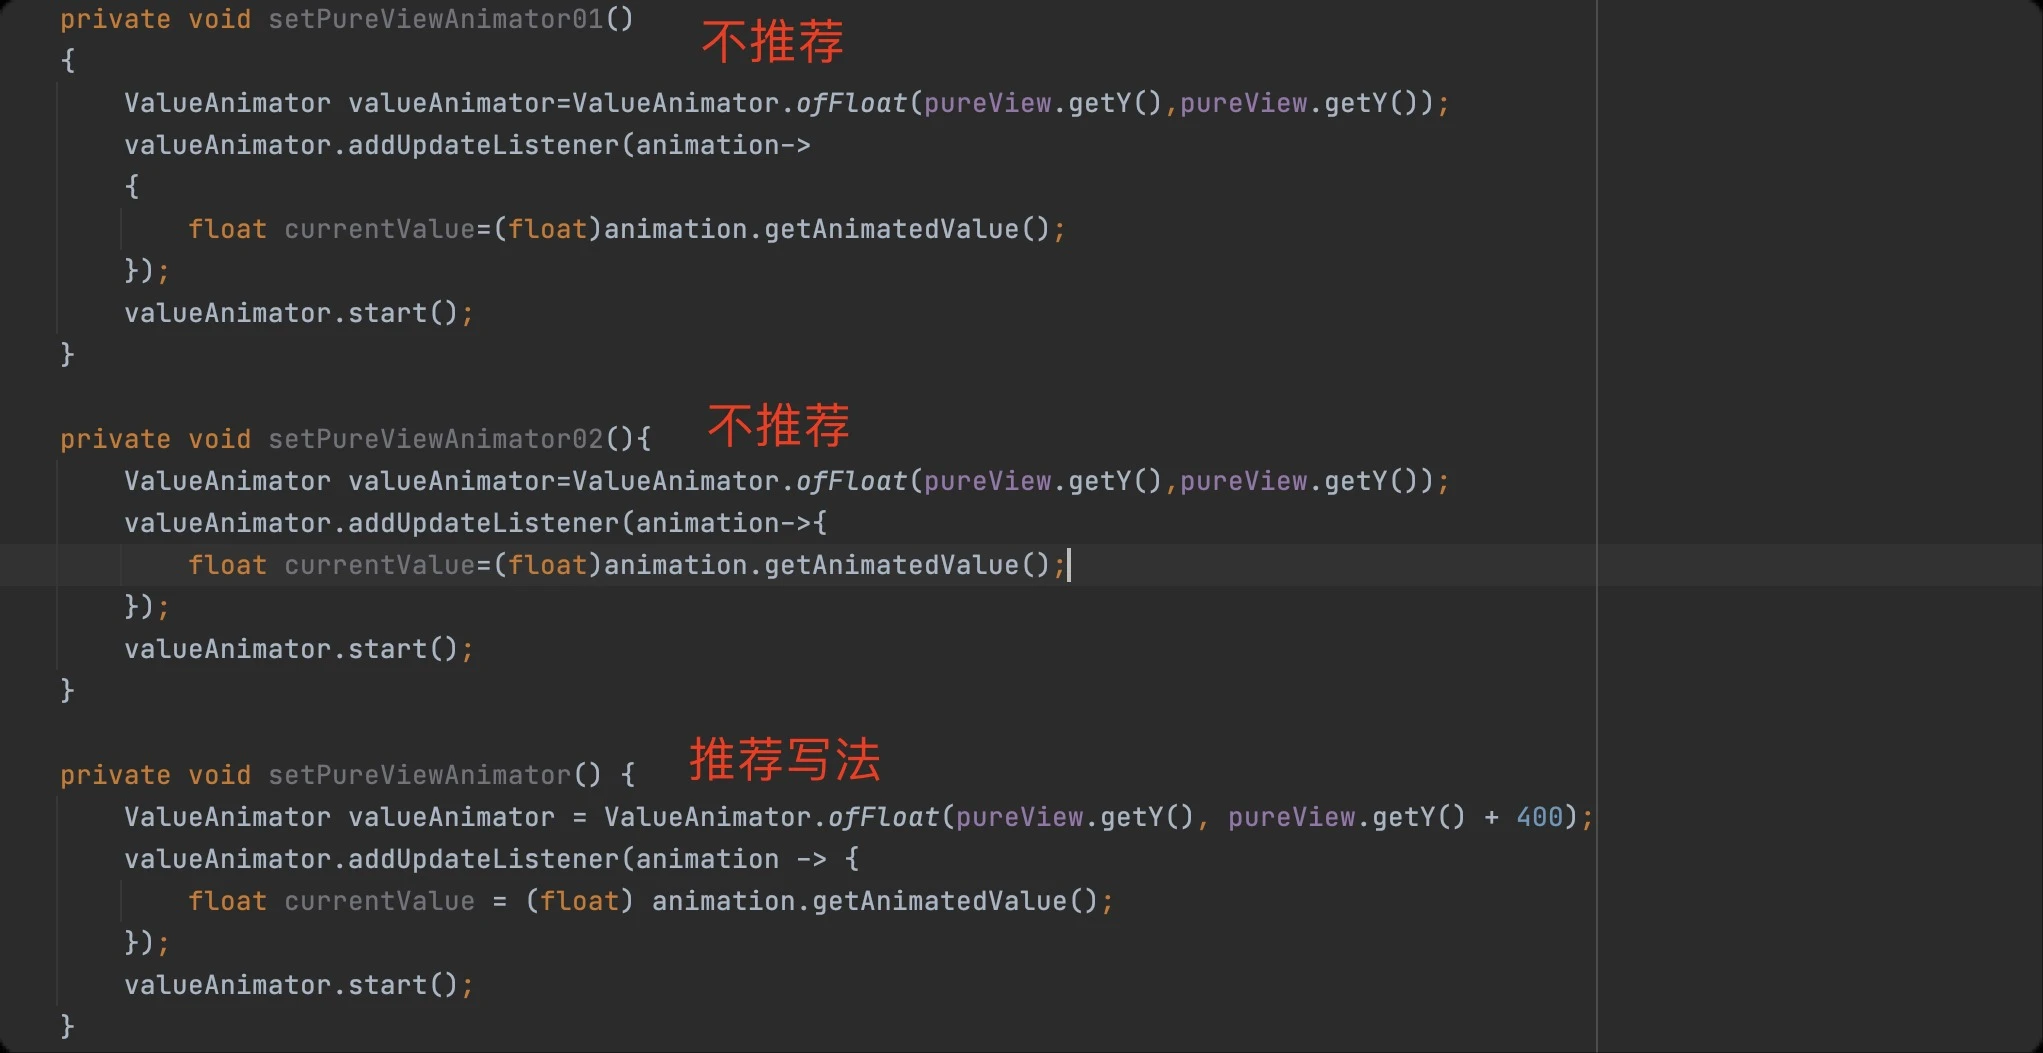 private void setPureViewAnimator01()
不推荐
{
    ValueAnimator valueAnimator=ValueAnimator.ofFloat(pureView.getY(),pureView.getY());
    valueAnimator.addUpdateListener(animation->
    {
        float currentValue=(float)animation.getAnimatedValue();
    });
    valueAnimator.start();
}
不推荐
private void setPureViewAnimator02(){
    ValueAnimator valueAnimator=ValueAnimator.ofFloat(pureView.getY(),pureView.getY());
    valueAnimator.addUpdateListener(animation->{
        float currentValue=(float)animation.getAnimatedValue();
    });
    valueAnimator.start();
}
推荐写法
private void setPureViewAnimator() {
    ValueAnimator valueAnimator = ValueAnimator.ofFloat(pureView.getY(), pureView.getY() + 400);
    valueAnimator.addUpdateListener(animation -> {
        float currentValue = (float) animation.getAnimatedValue();
    });
    valueAnimator.start();
}